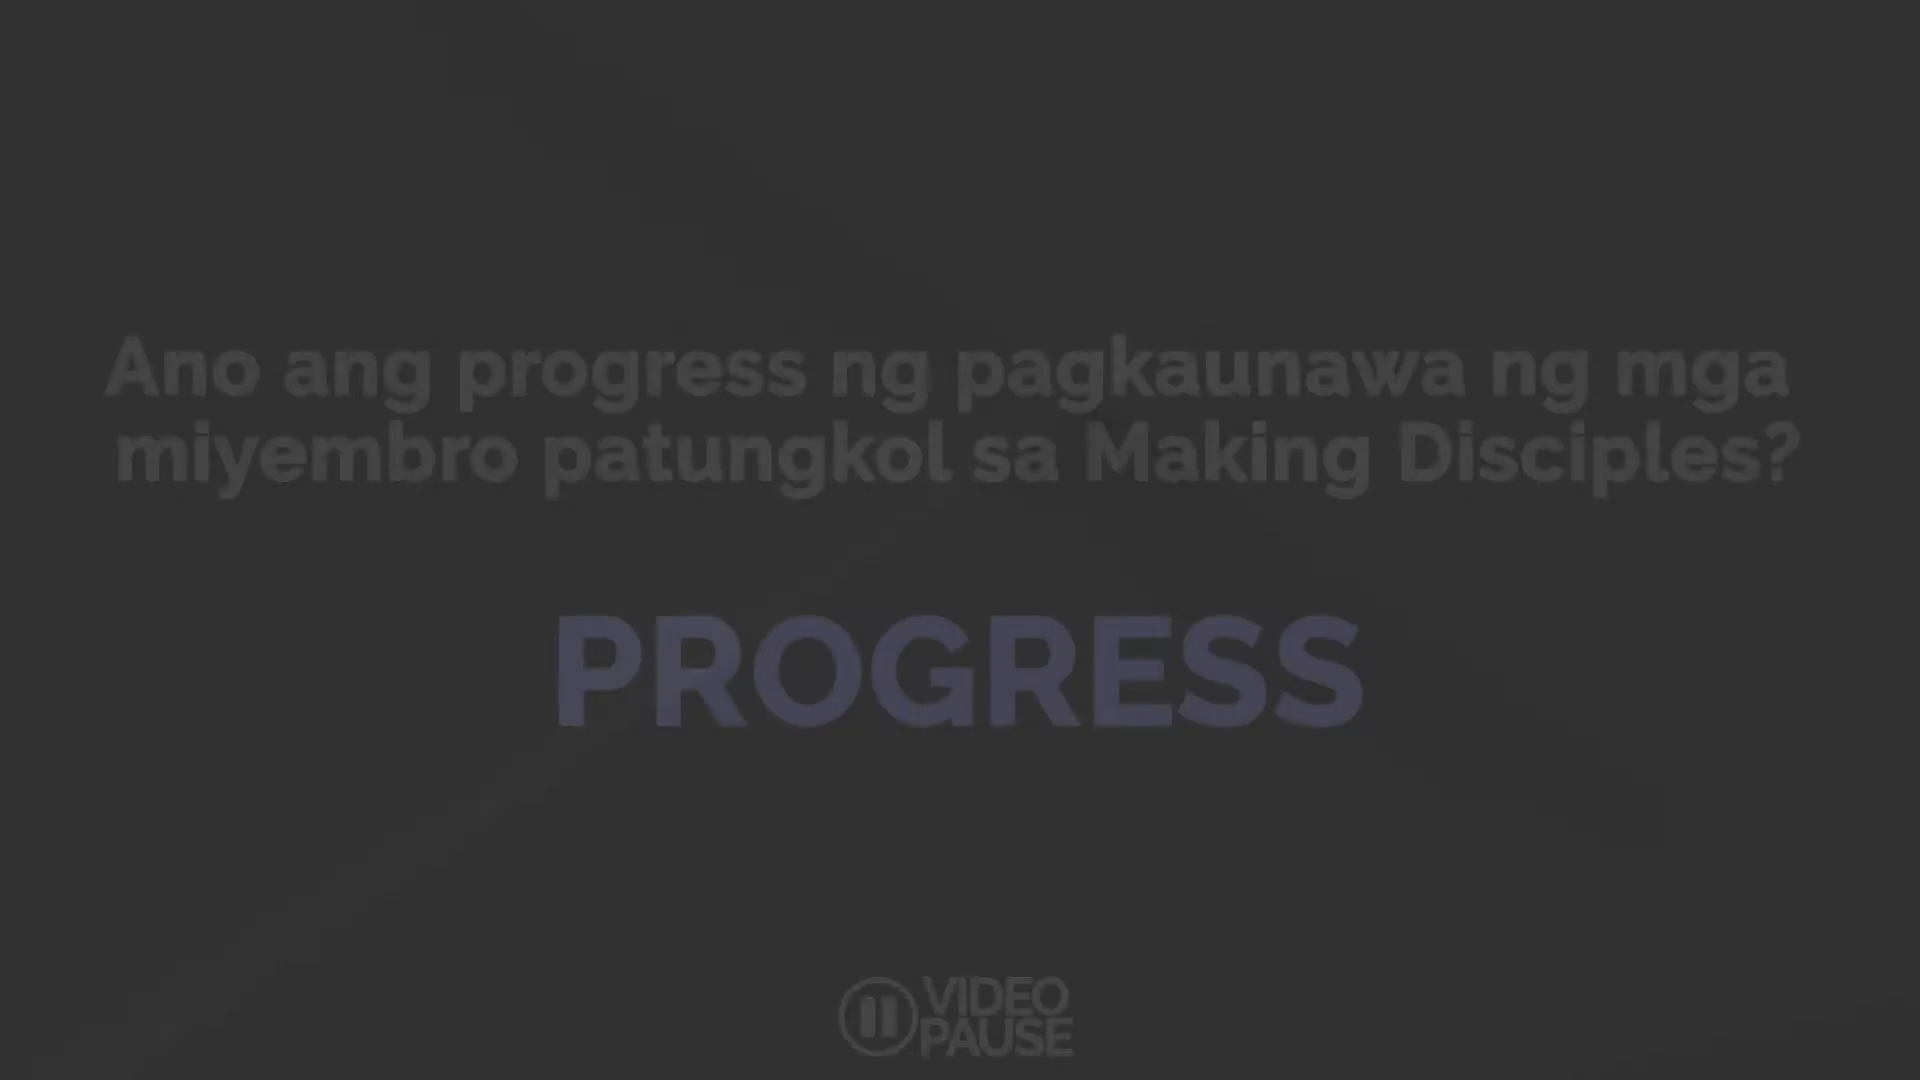 Ano ang progress ng pagkaunawa ng mga
miyembro patungkol sa Making Disciples?
PROGRESS
VIDEO
PAUSE